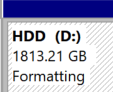 HDD (D:)
1813.21 GB
Formatting